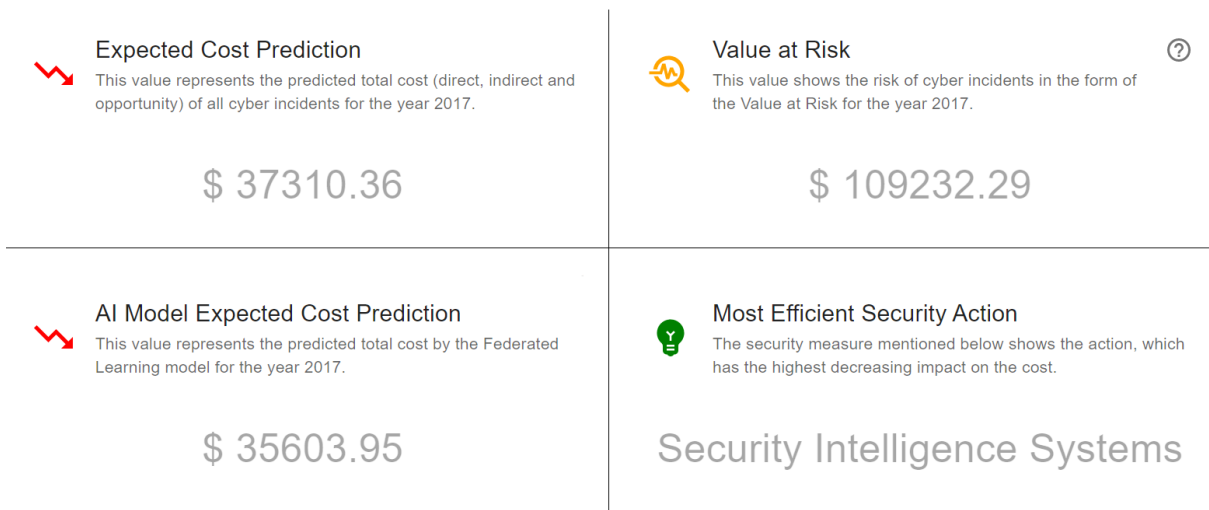 Expected Cost Prediction
This value represents the predicted total cost (direct, indirect and
opportunity) of all cyber incidents for the year 2017.
$ 37310.36
Value at Risk
This value shows the risk of cyber incidents in the form of
the Value at Risk for the year 2017.
$ 109232.29
AI Model Expected Cost Prediction
This value represents the predicted total cost by the Federated
Learning model for the year 2017.
$ 35603.95
Most Efficient Security Action
The security measure mentioned below shows the action, which
has the highest decreasing impact on the cost.
Security Intelligence Systems